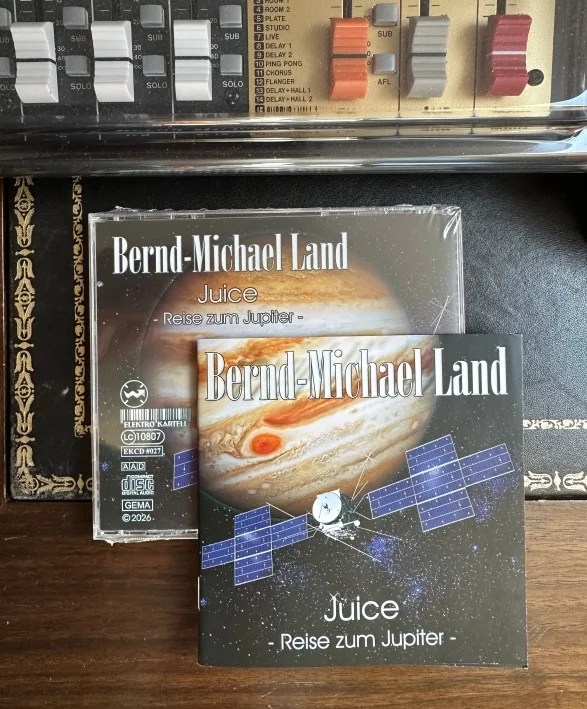 SUB
SUB
SUB
SOLO
SOLO
3 ROOM 1
4 ROOM 2
5 PLATE
6 STUDIO
7 LIVE
8 DELAY 1
9 DELAY 2
10 PING PONG
11 CHORUS
12 FLANGER
13 DELAY+HALL 1
14 DELAY+HALL 2
SUB
AFL
Bernd-Michael Land
Juice
- Reise zum Jupiter -
ELEKTRO*KARTELL
LC 10807
EKCD #027
AAD
COMPACT
disc
DIGITAL AUDIO
GEMA
©2026
Bernd-Michael Land
Juice
- Reise zum Jupiter -